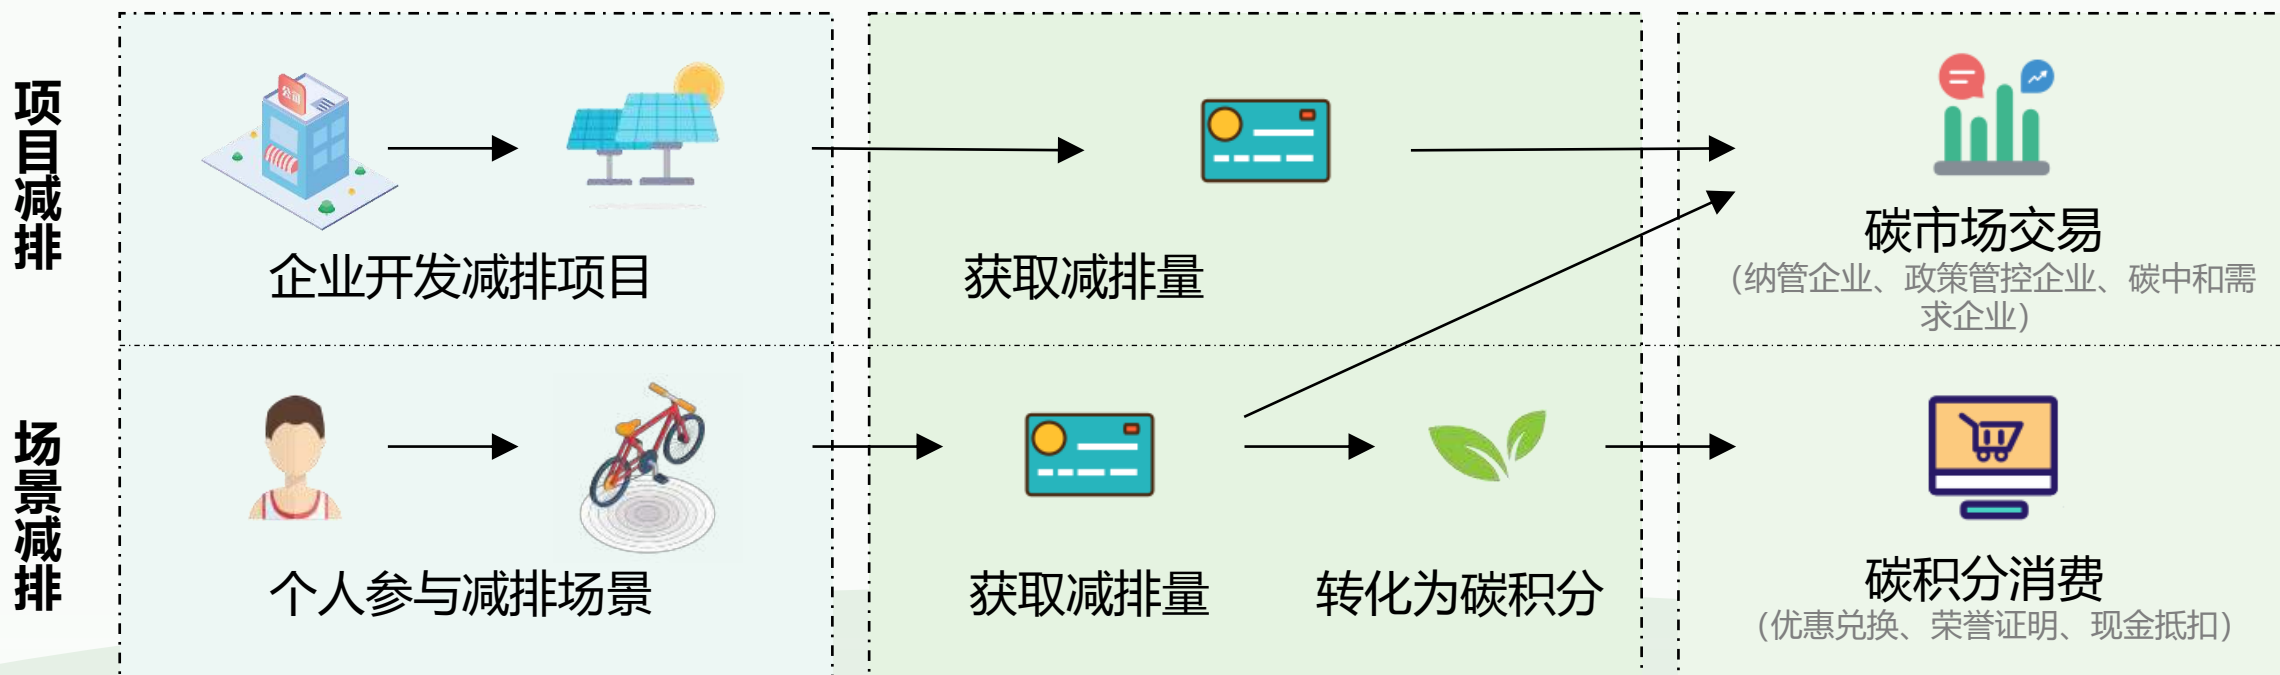 项目减排
公司
企业开发减排项目
获取减排量
碳市场交易
（纳管企业、政策管控企业、碳中和需
求企业）
场景减排
个人参与减排场景
获取减排量
转化为碳积分
碳积分消费
（优惠兑换、荣誉证明、现金抵扣）